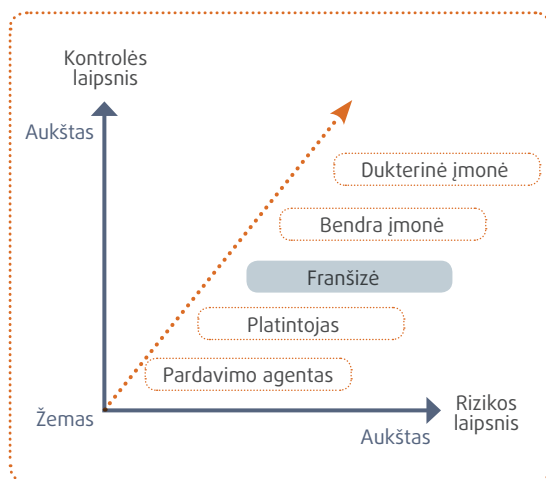 Kontrolės
laipsnis
Aukštas
Dukterinė įmonė
Bendra įmonė
Franšizė
Platintojas
Pardavimo agentas
Žemas
Rizikos
laipsnis
Aukštas